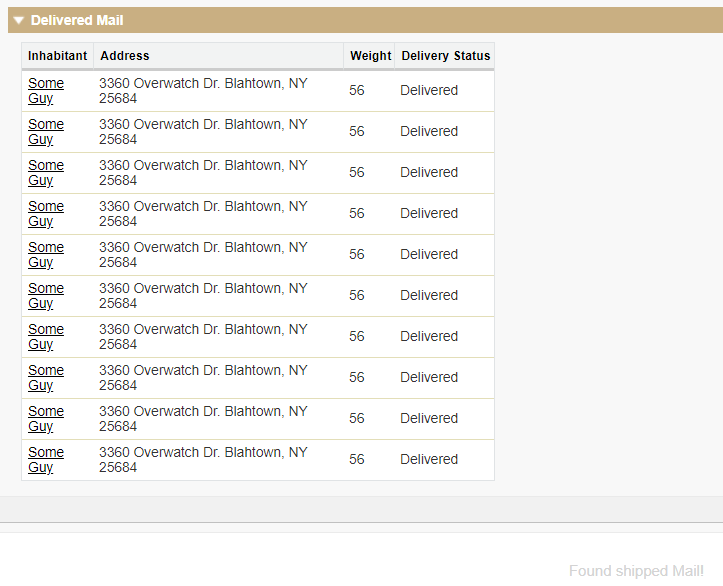 Delivered Mail
Inhabitant Address Weight Delivery Status
Some Guy 3360 Overwatch Dr. Blahtown, NY 25684 56 Delivered
Some Guy 3360 Overwatch Dr. Blahtown, NY 25684 56 Delivered
Some Guy 3360 Overwatch Dr. Blahtown, NY 25684 56 Delivered
Some Guy 3360 Overwatch Dr. Blahtown, NY 25684 56 Delivered
Some Guy 3360 Overwatch Dr. Blahtown, NY 25684 56 Delivered
Some Guy 3360 Overwatch Dr. Blahtown, NY 25684 56 Delivered
Some Guy 3360 Overwatch Dr. Blahtown, NY 25684 56 Delivered
Some Guy 3360 Overwatch Dr. Blahtown, NY 25684 56 Delivered
Some Guy 3360 Overwatch Dr. Blahtown, NY 25684 56 Delivered
Some Guy 3360 Overwatch Dr. Blahtown, NY 25684 56 Delivered
Found shipped Mail!